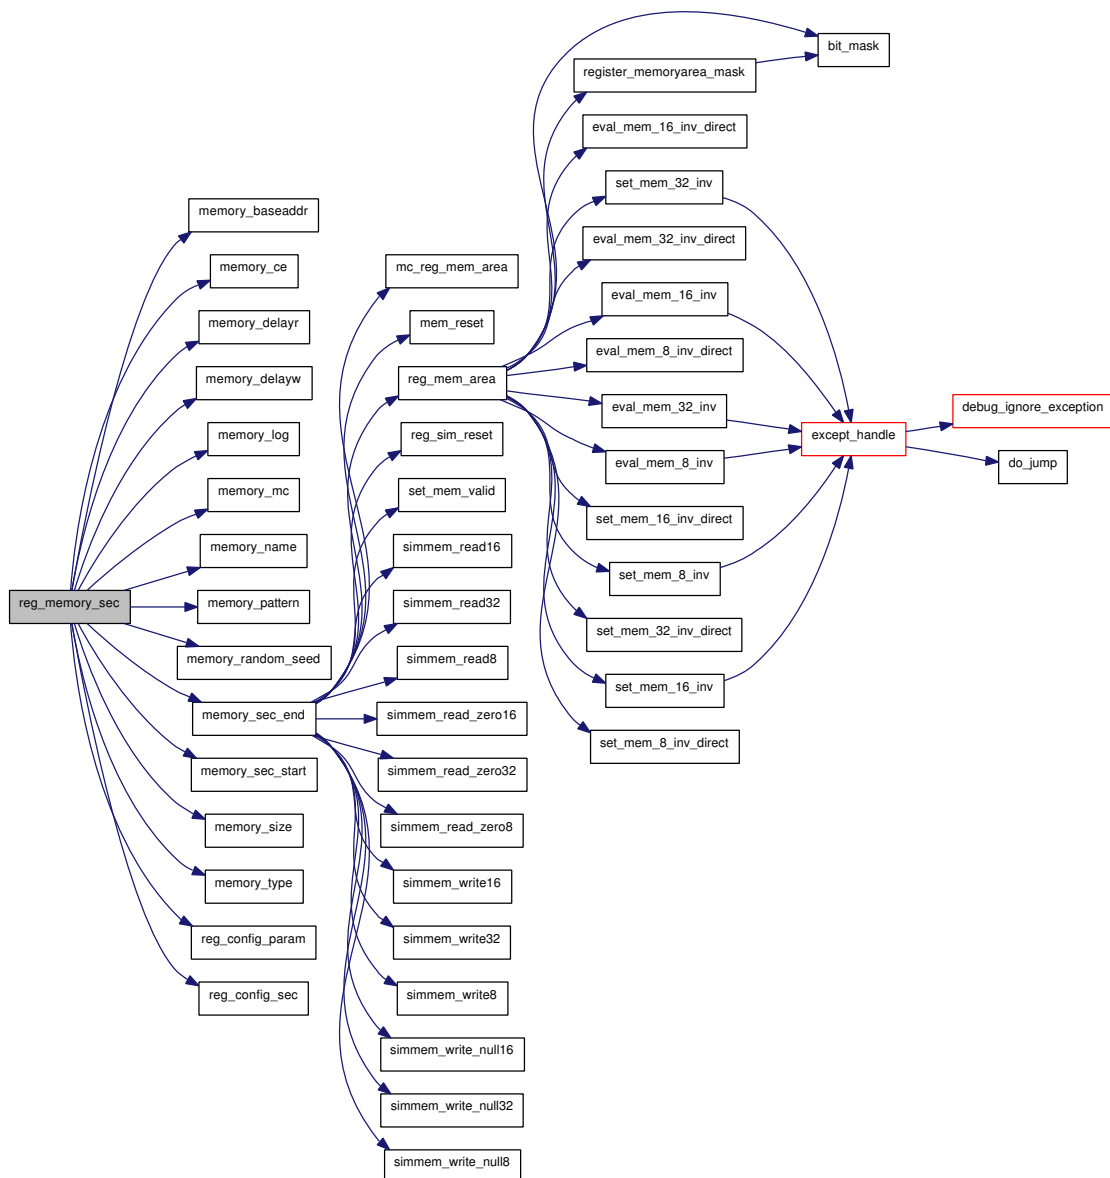 bit_mask
register_memoryarea_mask
eval_mem_16_inv_direct
set_mem_32_inv
memory_baseaddr
eval_mem_32_inv_direct
mc_reg_mem_area
memory_ce
eval_mem_16_inv
memory_delayr
mem_reset
eval_mem_8_inv_direct
memory_delayw
reg_mem_area
eval_mem_32_inv
debug_ignore_exception
memory_log
reg_sim_reset
except_handle
eval_mem_8_inv
do_jump
memory_mc
set_mem_valid
set_mem_16_inv_direct
memory_name
simmem_read16
set_mem_8_inv
reg_memory_sec
memory_pattern
simmem_read32
set_mem_32_inv_direct
memory_random_seed
simmem_read8
set_mem_16_inv
memory_sec_end
simmem_read_zero16
set_mem_8_inv_direct
memory_sec_start
simmem_read_zero32
memory_size
simmem_read_zero8
memory_type
simmem_write16
reg_config_param
simmem_write32
reg_config_sec
simmem_write8
simmem_write_null16
simmem_write_null32
simmem_write_null8